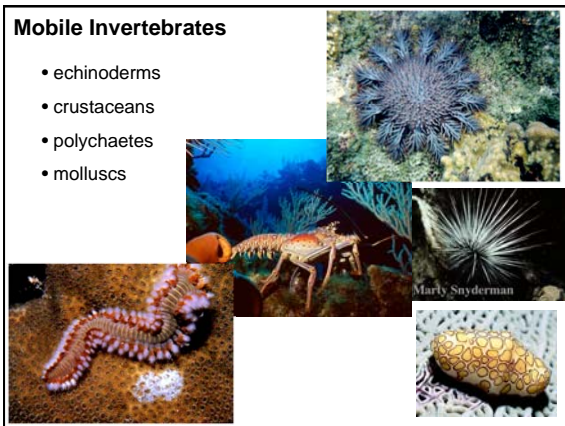 Mobile Invertebrates
• echinoderms
• crustaceans
• polychaetes
• molluscs
Marty Snyderman